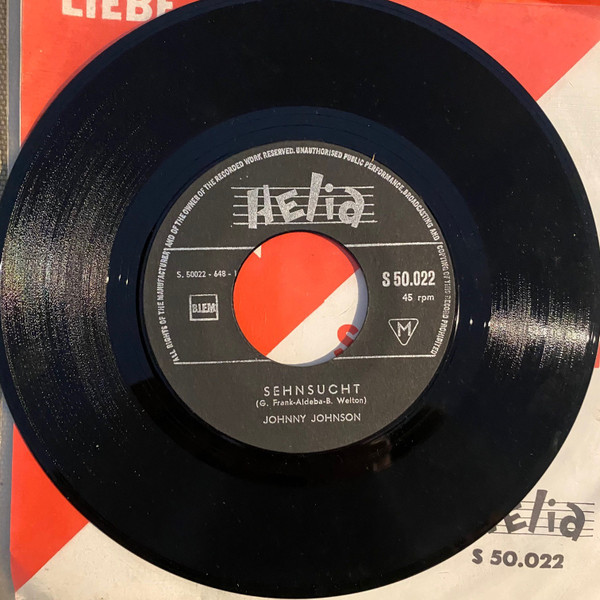 LIEBE
ALL RIGHTS OF THE MANUFACTURER AND OF THE OWNER OF THE RECORDED WORK RESERVED. UNAUTHORISED PUBLIC PERFORMANCE, BROADCASTING AND COPYING OF THIS RECORD PROHIBITED
Helia
S. 50022 - 648 - I
S 50.022
45 rpm
BIEM
M
S
SEHNSUCHT
(G. Frank-Aldeba-B. Welton)
JOHNNY JOHNSON
elia
S 50.022